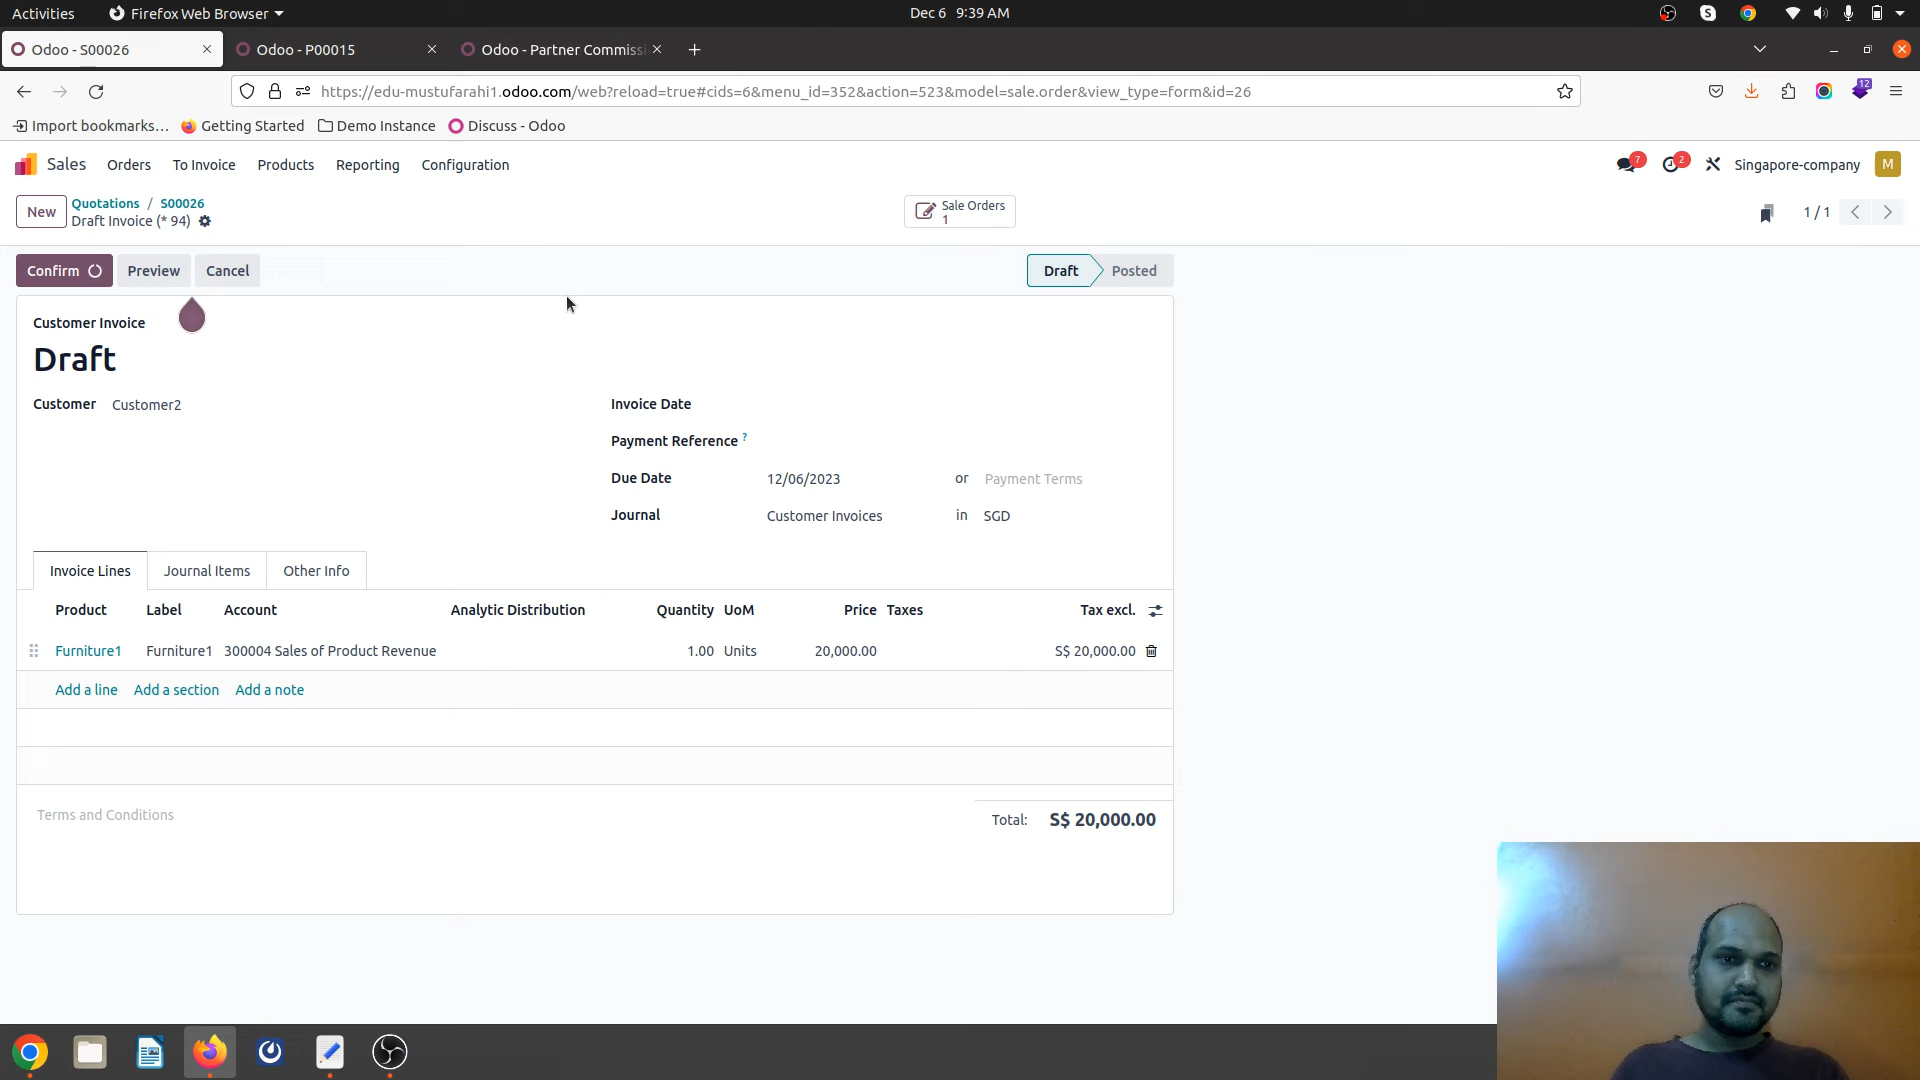 Activities Firefox Web Browser Dec 6 9:39 AM
Odoo - S00026 Odoo - P00015 Odoo - Partner Commissi
https://edu-mustufarahi1.odoo.com/web?reload=true#cids=6&menu_id=352&action=523&model=sale.order&view_type=form&id=26 12
Import bookmarks... Getting Started Demo Instance Discuss - Odoo
Sales Orders To Invoice Products Reporting Configuration 7 2 Singapore-company M
New Quotations / S00026
Draft Invoice (* 94)
Sale Orders
1
1 / 1
Confirm Preview Cancel Draft Posted
Customer Invoice
Draft
Customer Customer2
Invoice Date
Payment Reference ?
Due Date 12/06/2023 or Payment Terms
Journal Customer Invoices in SGD
Invoice Lines Journal Items Other Info
Product Label Account Analytic Distribution Quantity UoM Price Taxes Tax excl.
Furniture1 Furniture1 300004 Sales of Product Revenue 1.00 Units 20,000.00 S$ 20,000.00
Add a line Add a section Add a note
Terms and Conditions
Total: S$ 20,000.00